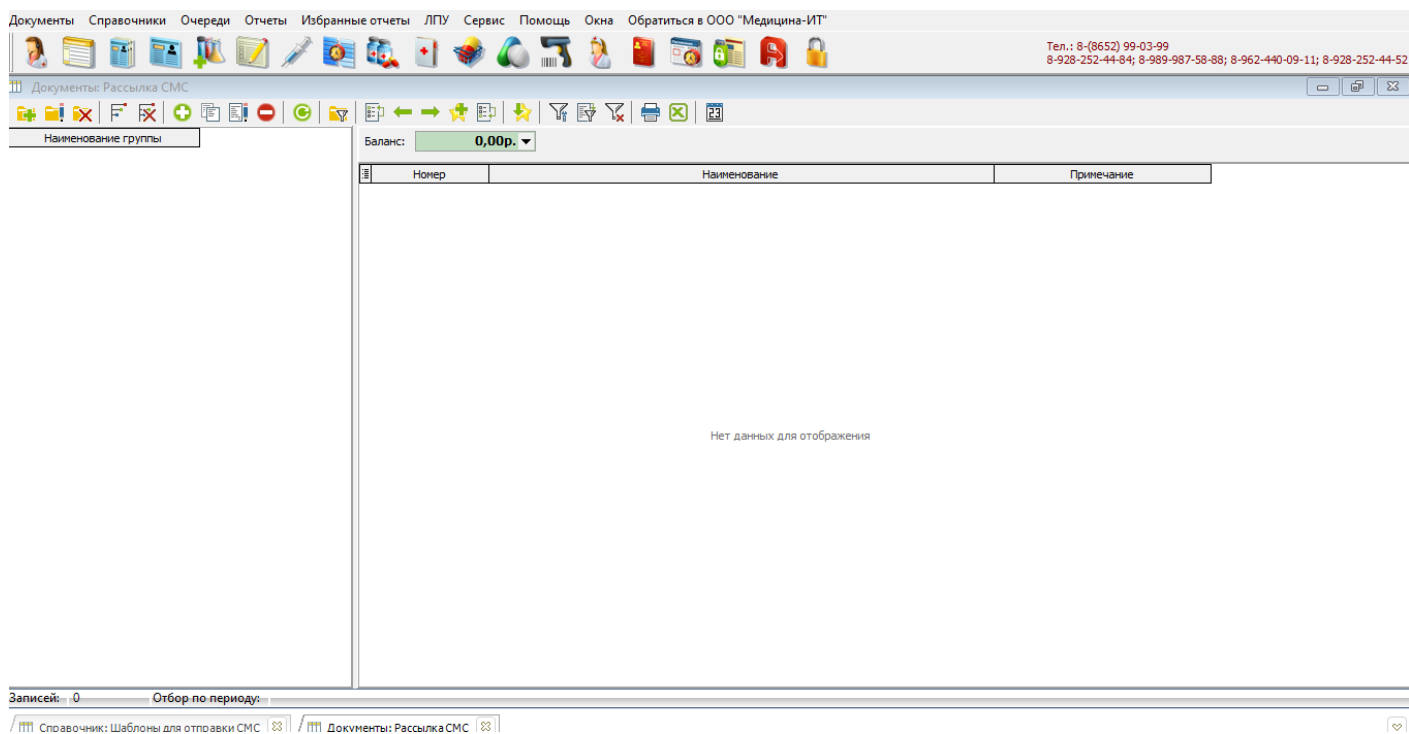 Документы Справочники Очереди Отчеты Избранные отчеты ЛПУ Сервис Помощь Окна Обратиться в ООО "Медицина-ИТ"
Тел.: 8-(8652) 99-03-99
8-928-252-44-84; 8-989-987-58-88; 8-962-440-09-11; 8-928-252-44-52
Документы: Рассылка СМС
23
Наименование группы
Баланс: 0,00р.
Номер Наименование Примечание
Нет данных для отображения
Записей: 0 Отбор по периоду:
Справочник: Шаблоны для отправки СМС Документы: Рассылка СМС